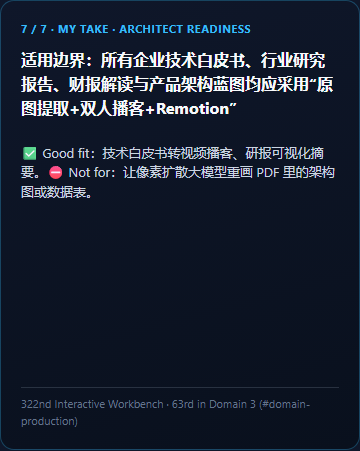 7 / 7 · MY TAKE · ARCHITECT READINESS
适用边界：所有企业技术白皮书、行业研究
报告、财报解读与产品架构蓝图均应采用“原
图提取+双人播客+Remotion”
✅ Good fit：技术白皮书转视频播客、研报可视化摘
要。⛔ Not for：让像素扩散大模型重画 PDF 里的架构
图或数据表。
322nd Interactive Workbench · 63rd in Domain 3 (#domain-
production)